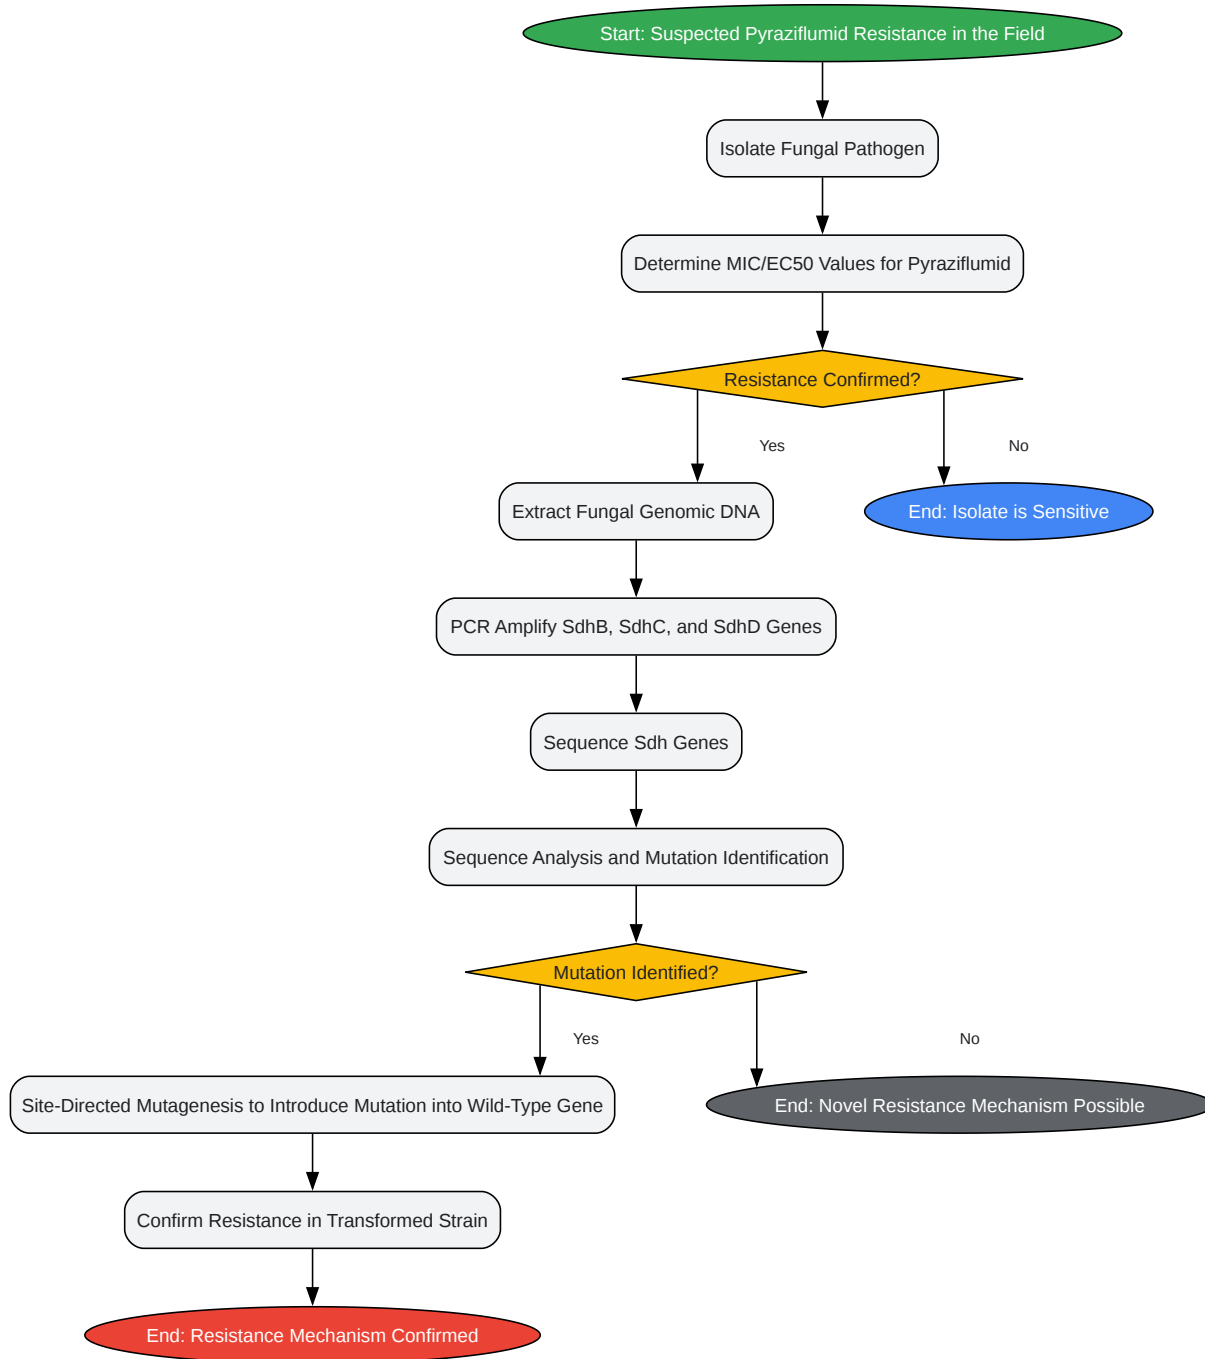 Start: Suspected Pyraziflumid Resistance in the Field
Isolate Fungal Pathogen
Determine MIC/EC50 Values for Pyraziflumid
Resistance Confirmed?
Yes
No
Extract Fungal Genomic DNA
End: Isolate is Sensitive
PCR Amplify SdhB, SdhC, and SdhD Genes
Sequence Sdh Genes
Sequence Analysis and Mutation Identification
Mutation Identified?
Yes
No
Site-Directed Mutagenesis to Introduce Mutation into Wild-Type Gene
End: Novel Resistance Mechanism Possible
Confirm Resistance in Transformed Strain
End: Resistance Mechanism Confirmed